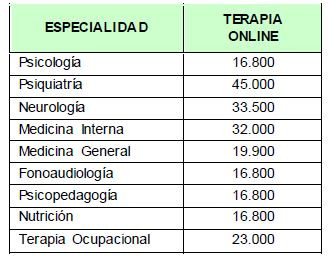 ESPECIALIDAD TERAPIA ONLINE
Psicología 16.800
Psiquiatría 45.000
Neurología 33.500
Medicina Interna 32.000
Medicina General 19.900
Fonoaudiología 16.800
Psicopedagogía 16.800
Nutrición 16.800
Terapia Ocupacional 23.000